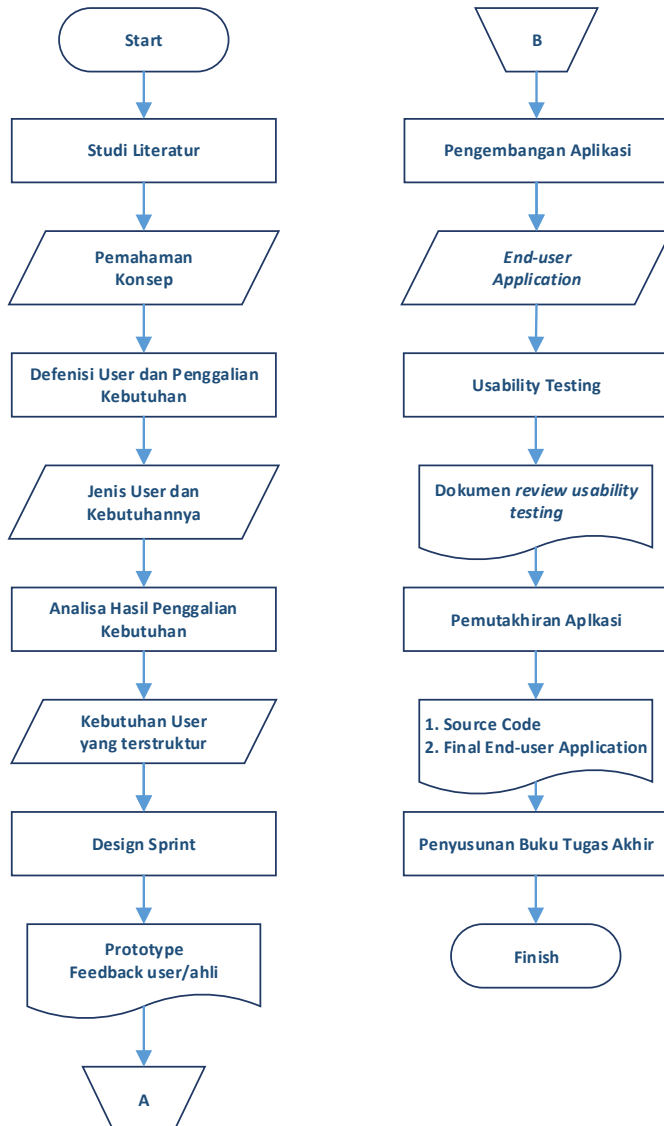 Start
Studi Literatur
Pemahaman
Konsep
Defenisi User dan Penggalian
Kebutuhan
Jenis User dan
Kebutuhannya
Analisa Hasil Penggalian
Kebutuhan
Kebutuhan User
yang terstruktur
Design Sprint
Prototype
Feedback user/ahli
A
B
Pengembangan Aplikasi
End-user
Application
Usability Testing
Dokumen review usability
testing
Pemutakhiran Aplkasi
1. Source Code
2. Final End-user Application
Penyusunan Buku Tugas Akhir
Finish